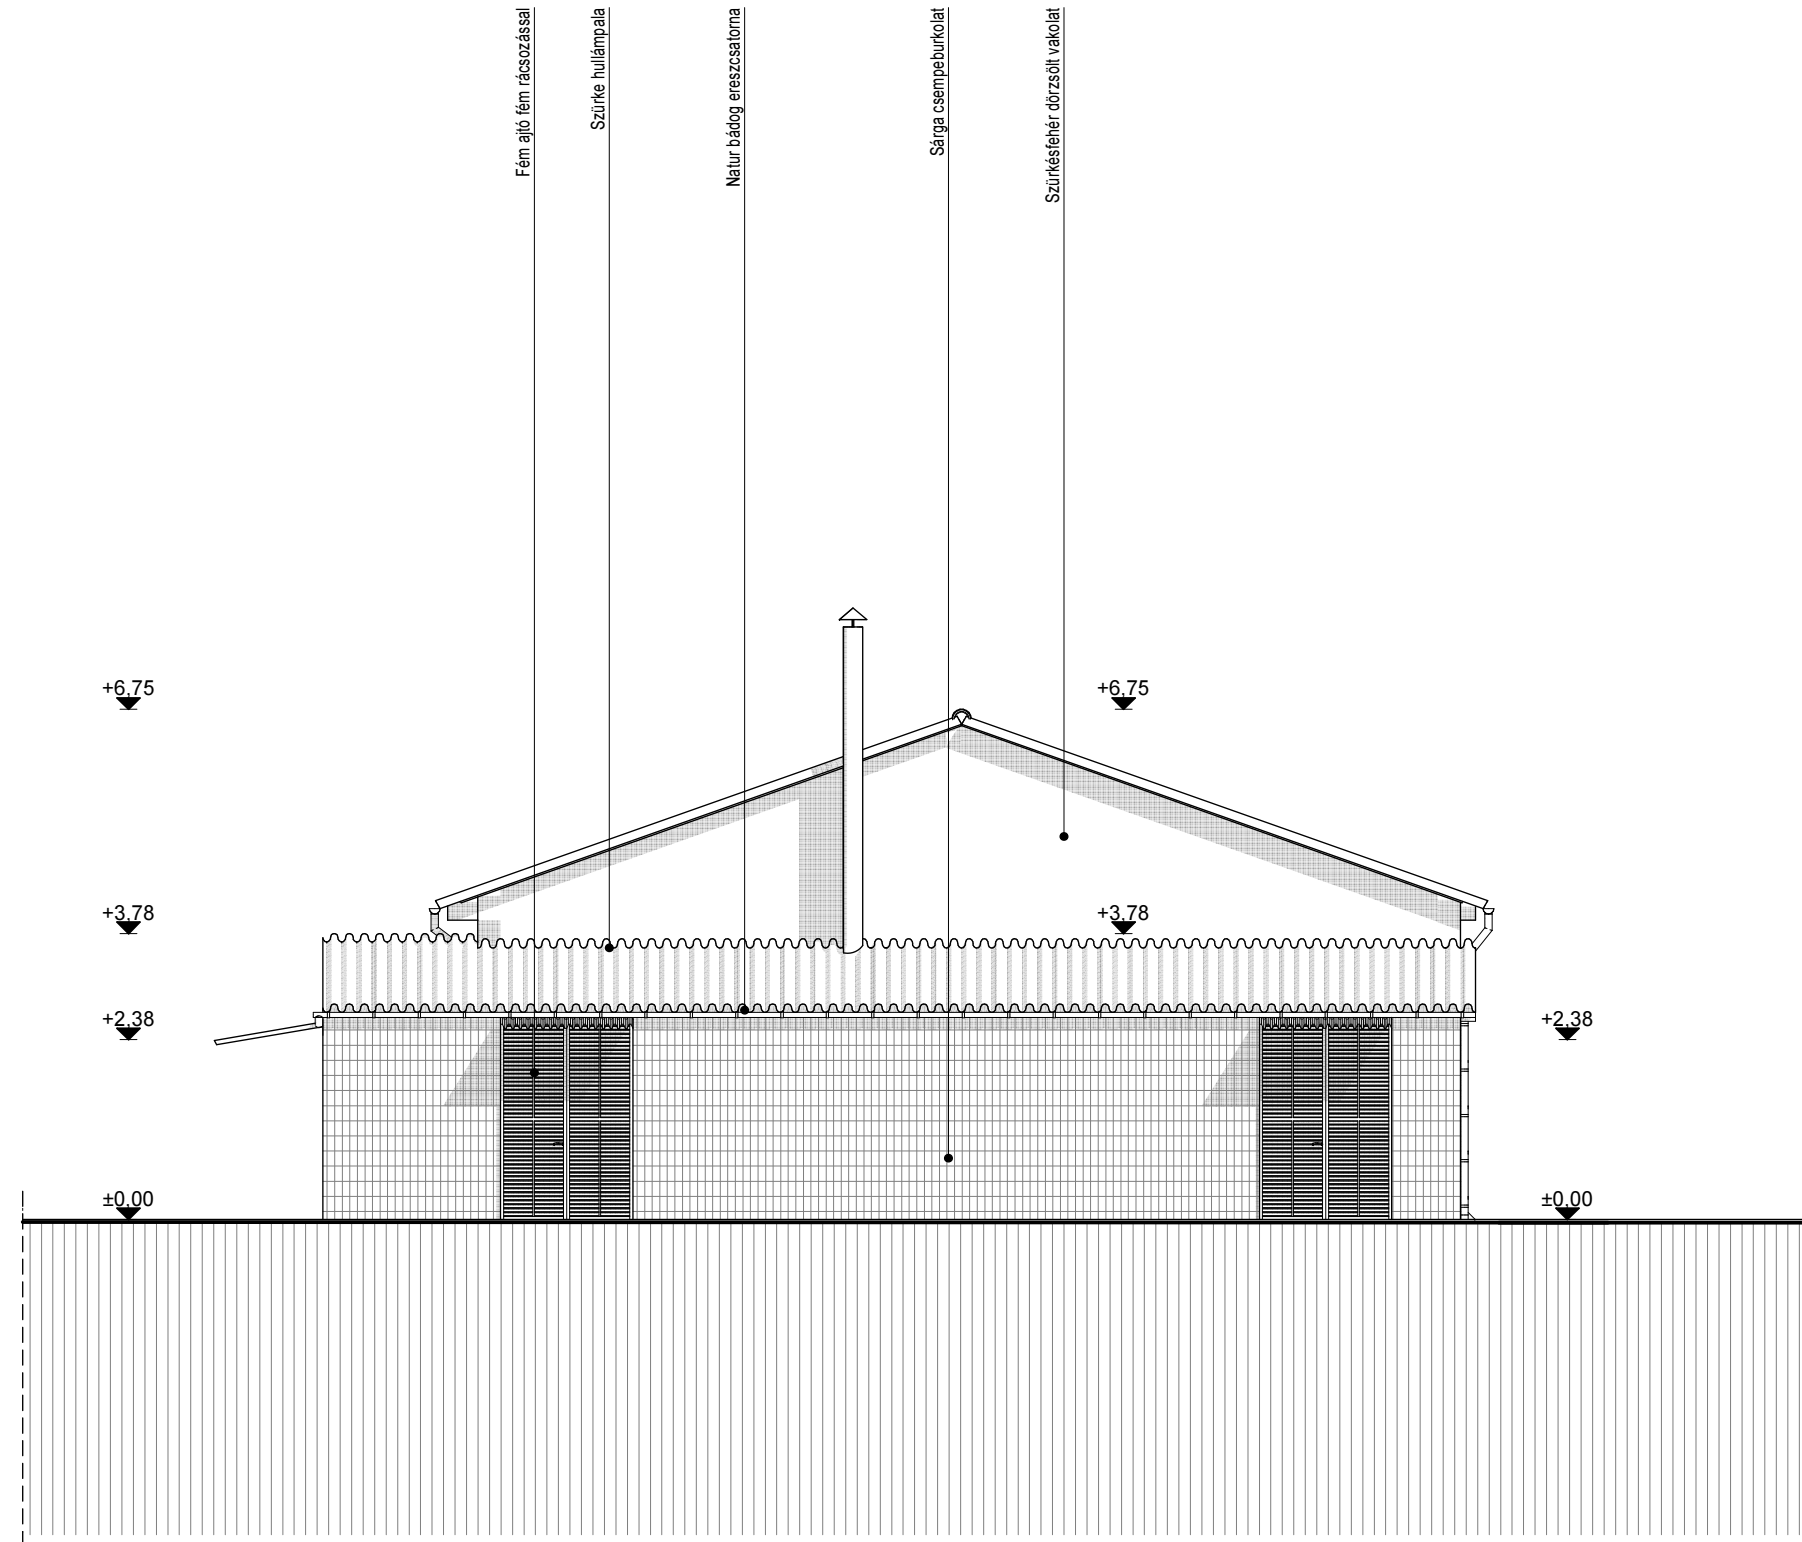 Fém ajtó fém rácsozással
Szürke hullámpala
Natur bádog ereszcsatorna
Sárga csempeburkolat
Szürkésfehér dörzsölt vakolat
+6,75
+6,75
+3,78
+3,78
+2,38
+2,38
±0,00
±0,00